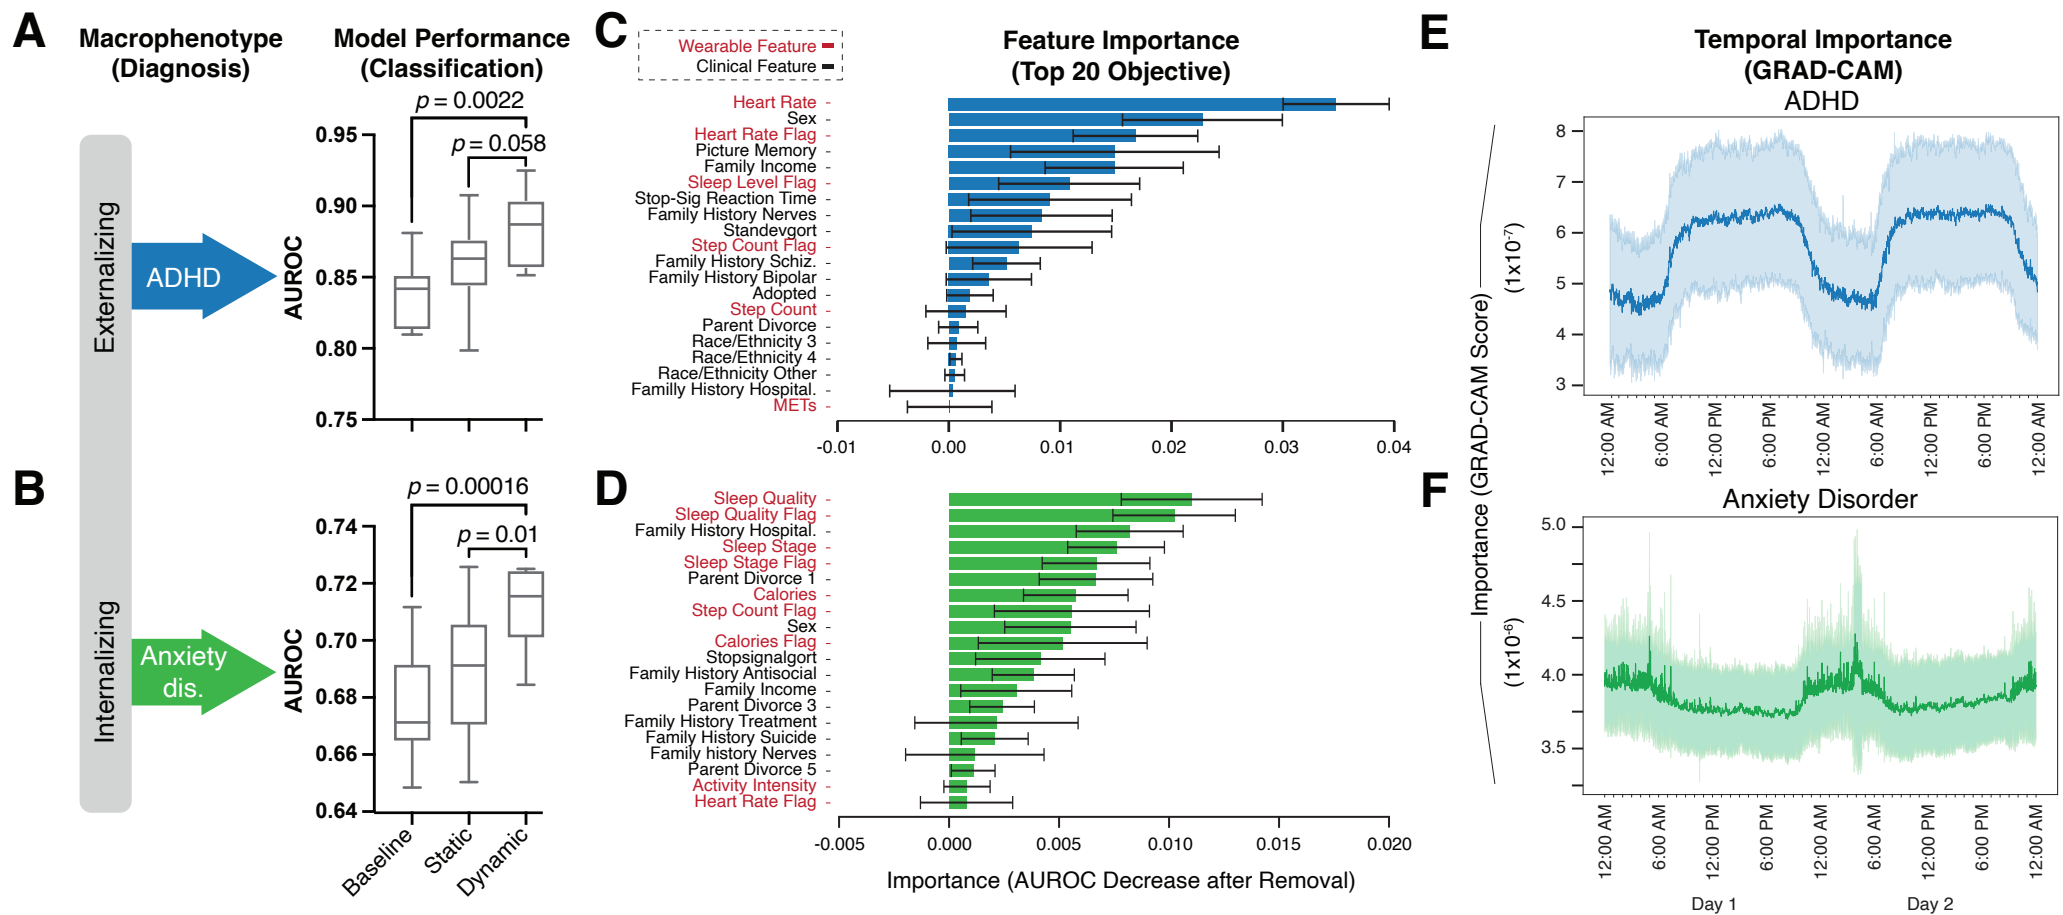 A
Macrophenotype
(Diagnosis)
Model Performance
(Classification)
Externalizing
ADHD
AUROC
0.95
0.90
0.85
0.80
0.75
p = 0.0022
p = 0.058
B
Internalizing
Anxiety
dis.
AUROC
0.74
0.72
0.70
0.68
0.66
0.64
p = 0.00016
p = 0.01
Baseline
Static
Dynamic
C
Wearable Feature
Clinical Feature
Feature Importance
(Top 20 Objective)
Heart Rate
Sex
Heart Rate Flag
Picture Memory
Family Income
Sleep Level Flag
Stop-Sig Reaction Time
Family History Nerves
Standevgort
Step Count Flag
Family History Schiz.
Family History Bipolar
Adopted
Step Count
Parent Divorce
Race/Ethnicity 3
Race/Ethnicity 4
Race/Ethnicity Other
Familly History Hospital.
METs
-0.01
0.00
0.01
0.02
0.03
0.04
D
Sleep Quality
Sleep Quality Flag
Family History Hospital.
Sleep Stage
Sleep Stage Flag
Parent Divorce 1
Calories
Step Count Flag
Sex
Calories Flag
Stopsignalgort
Family History Antisocial
Family Income
Parent Divorce 3
Family History Treatment
Family History Suicide
Family history Nerves
Parent Divorce 5
Activity Intensity
Heart Rate Flag
-0.005
0.000
0.005
0.010
0.015
0.020
Importance (AUROC Decrease after Removal)
E
Temporal Importance
(GRAD-CAM)
ADHD
Importance (GRAD-CAM Score)
(1x10⁻⁷)
8
7
6
5
4
3
12:00 AM
6:00 AM
12:00 PM
6:00 PM
12:00 AM
6:00 AM
12:00 PM
6:00 PM
12:00 AM
F
Anxiety Disorder
(1x10⁻⁶)
5.0
4.5
4.0
3.5
12:00 AM
6:00 AM
12:00 PM
6:00 PM
12:00 AM
6:00 AM
12:00 PM
6:00 PM
12:00 AM
Day 1
Day 2